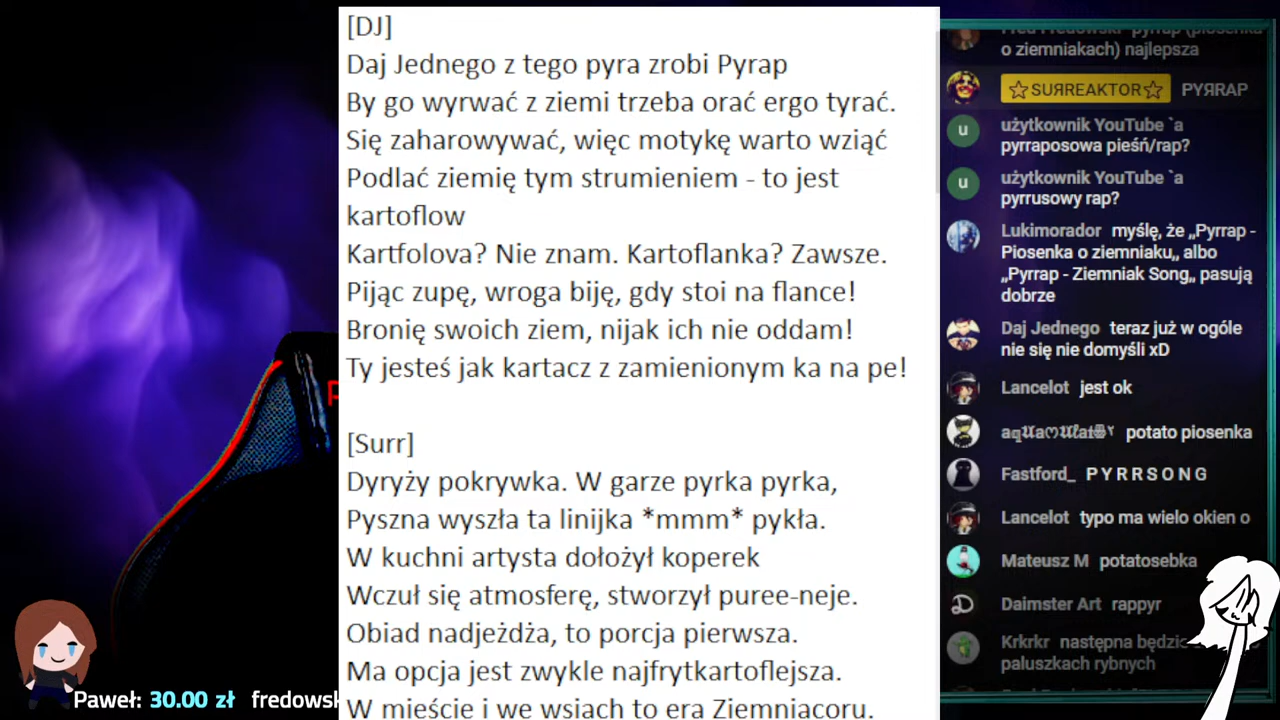 [DJ]
Daj Jednego z tego pyra zrobi Pyrap
By go wyrwać z ziemi trzeba orać ergo tyrać.
Się zaharowywać, więc motykę warto wziąć
Podlać ziemię tym strumieniem - to jest
kartoflow
Kartfolova? Nie znam. Kartoflanka? Zawsze.
Pijąc zupę, wroga biję, gdy stoi na flance!
Bronię swoich ziem, nijak ich nie oddam!
Ty jesteś jak kartacz z zamienionym ka na pe!
[Surr]
Dyryży pokrywka. W garze pyrka pyrka,
Pyszna wyszła ta linijka *mmm* pykła.
W kuchni artysta dołożył koperek
Wczuł się atmosferę, stworzył puree-neje.
Obiad nadjeżdża, to porcja pierwsza.
Ma opcja jest zwykle najfrytkartoflejsza.
W mieście i we wsiach to era Ziemniacoru.
Fred Fredowski pyrrap (piosenka
o ziemniakach) najlepsza
☆SUЯREAKTOR☆ PYЯRAP
użytkownik YouTube `a
pyrraposowa pieśń/rap?
użytkownik YouTube `a
pyrrusowy rap?
Lukimorador myślę, że ,,Pyrrap -
Piosenka o ziemniaku,, albo
,,Pyrrap - Ziemniak Song,, pasują
dobrze
Daj Jednego teraz już w ogóle
nie się nie domyśli xD
Lancelot jest ok
potato piosenka
Fastford_ P Y R R S O N G
Lancelot typo ma wielo okien o
Mateusz M potatosebka
Daimster Art rappyr
Krkrkr następna będzie
paluszkach rybnych
Paweł: 30.00 zł fredowsk